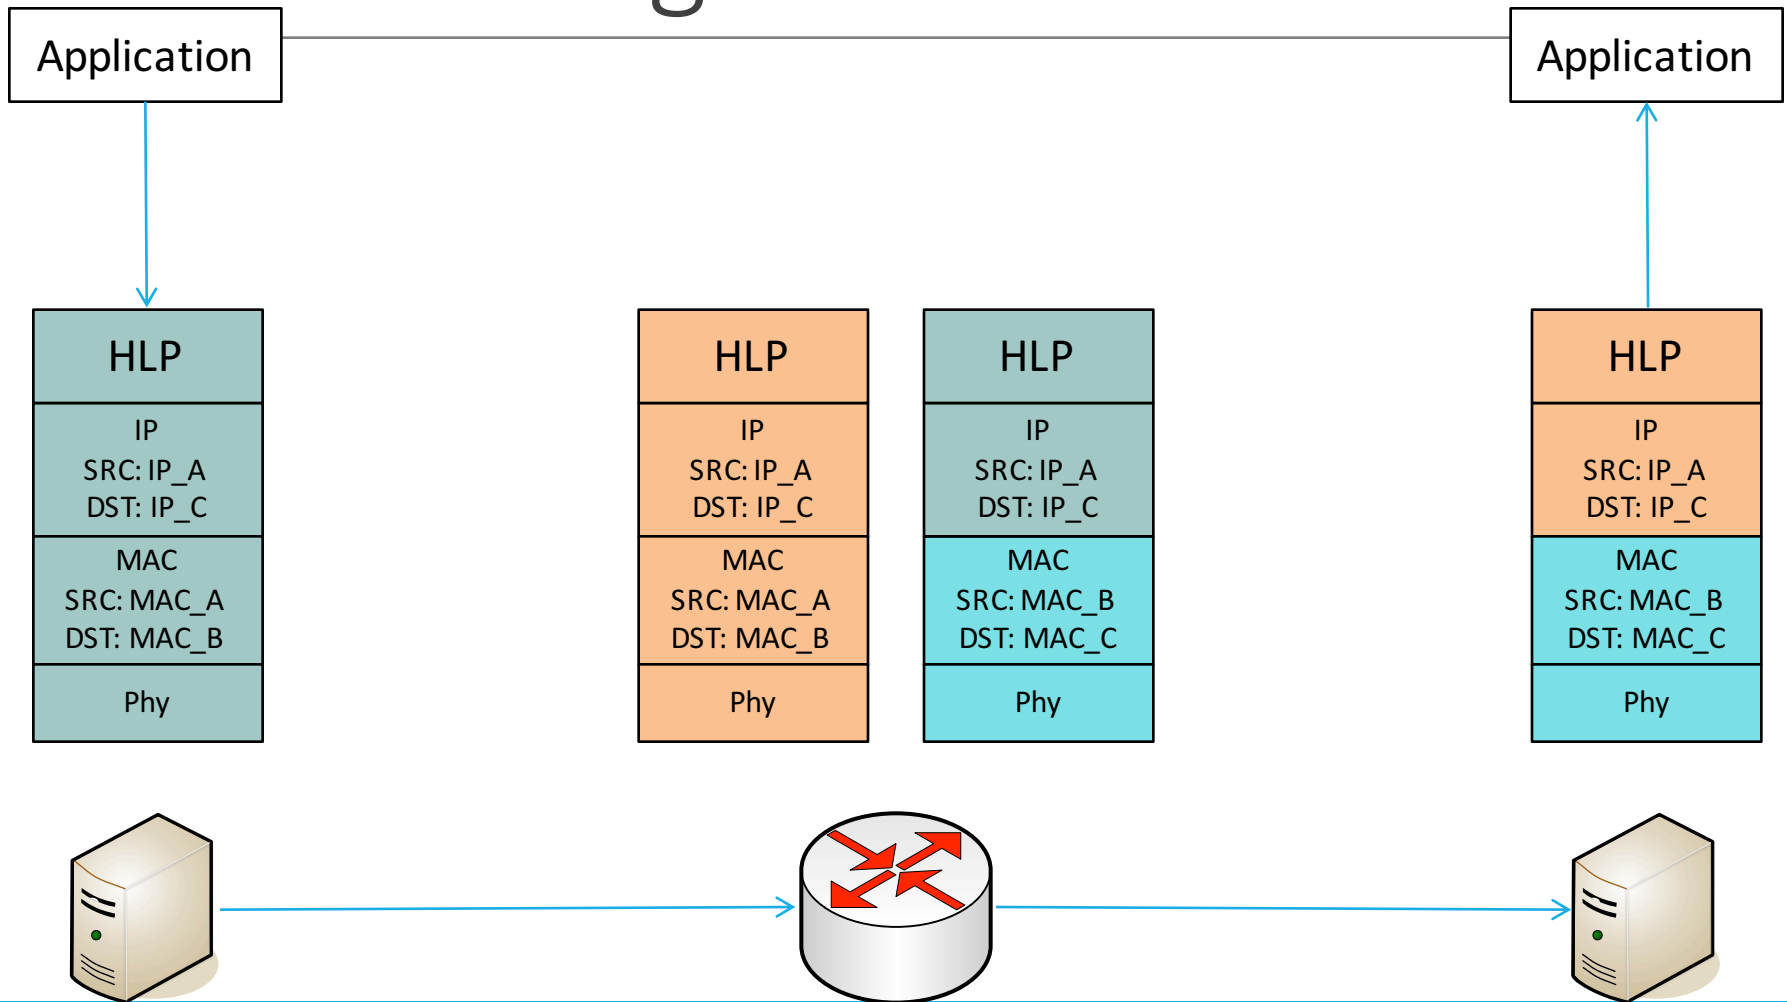 g
Application
Application
HLP
IP
SRC: IP_A
DST: IP_C
MAC
SRC: MAC_A
DST: MAC_B
Phy
HLP
IP
SRC: IP_A
DST: IP_C
MAC
SRC: MAC_A
DST: MAC_B
Phy
HLP
IP
SRC: IP_A
DST: IP_C
MAC
SRC: MAC_B
DST: MAC_C
Phy
HLP
IP
SRC: IP_A
DST: IP_C
MAC
SRC: MAC_B
DST: MAC_C
Phy